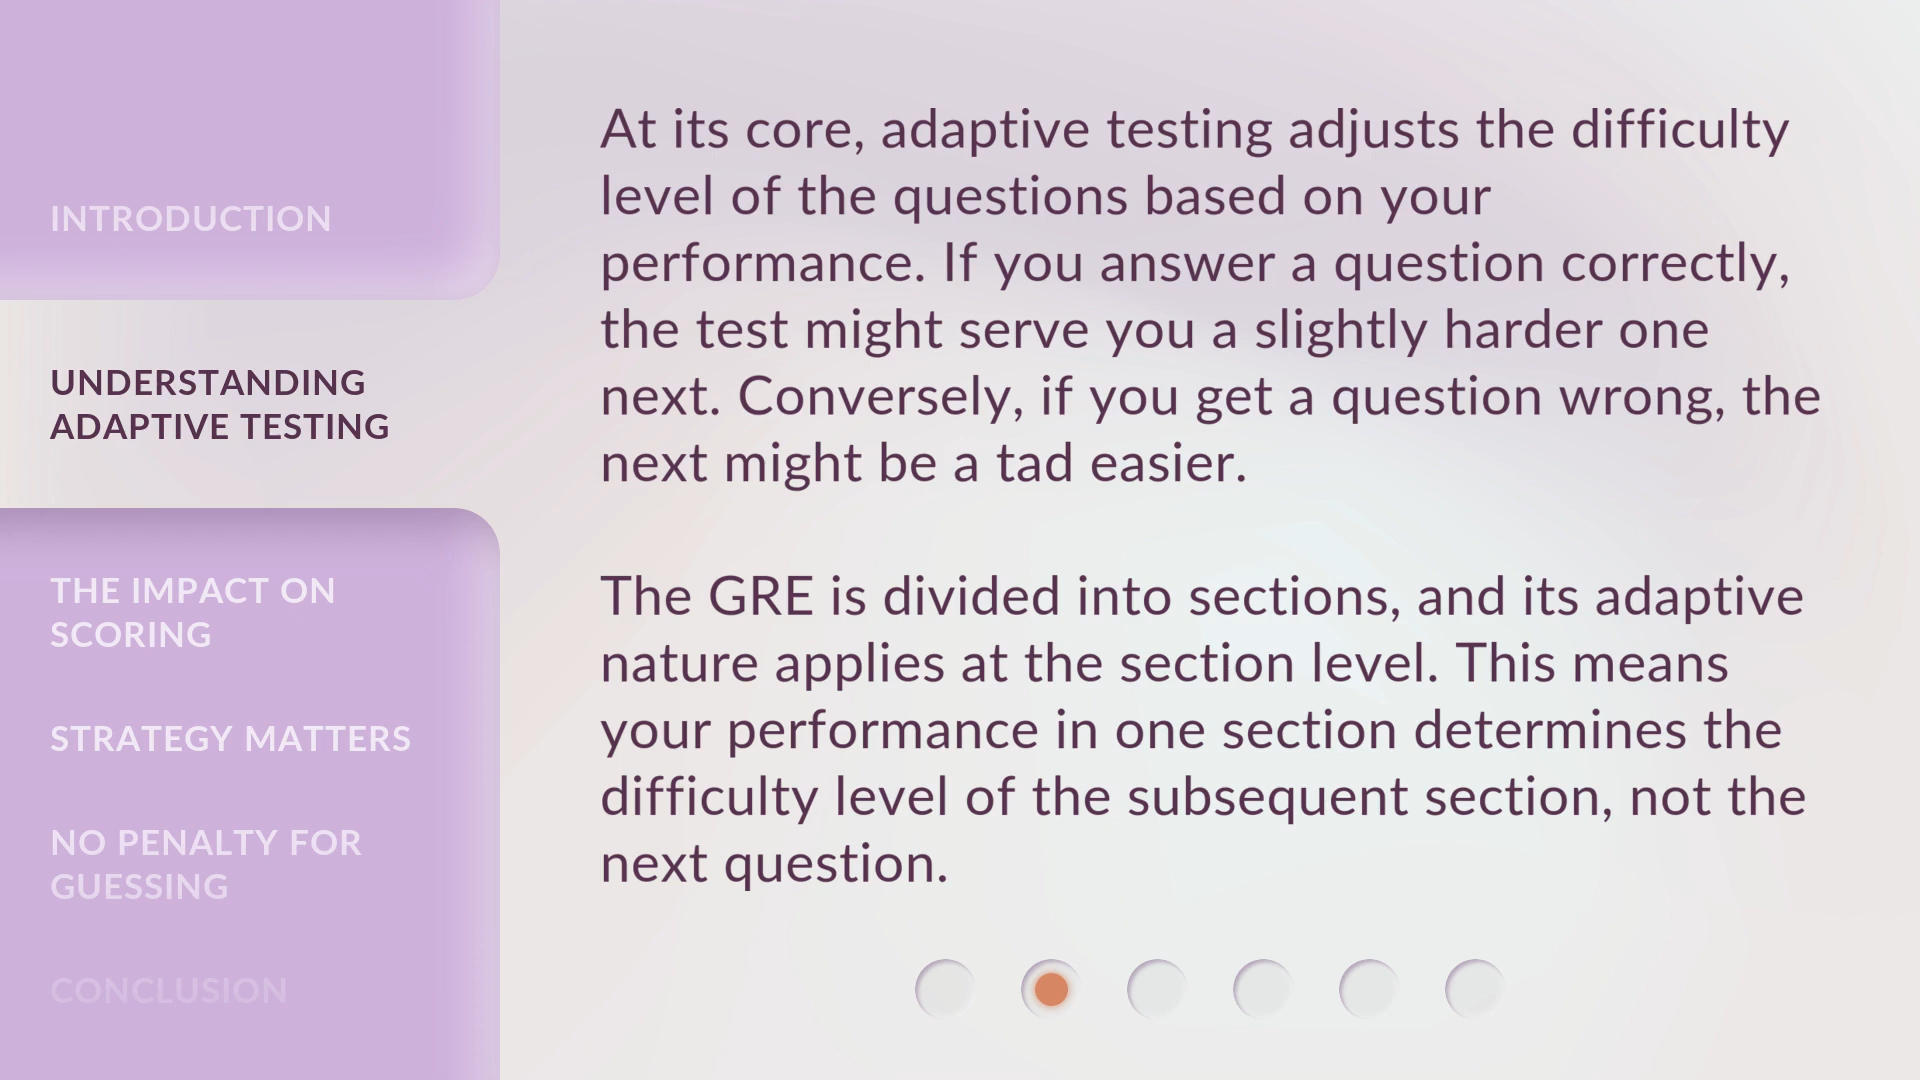 INTRODUCTION
UNDERSTANDING
ADAPTIVE TESTING
THE IMPACT ON
SCORING
STRATEGY MATTERS
NO PENALTY FOR
GUESSING
CONCLUSION
At its core, adaptive testing adjusts the difficulty
level of the questions based on your
performance. If you answer a question correctly,
the test might serve you a slightly harder one
next. Conversely, if you get a question wrong, the
next might be a tad easier.
The GRE is divided into sections, and its adaptive
nature applies at the section level. This means
your performance in one section determines the
difficulty level of the subsequent section, not the
next question.